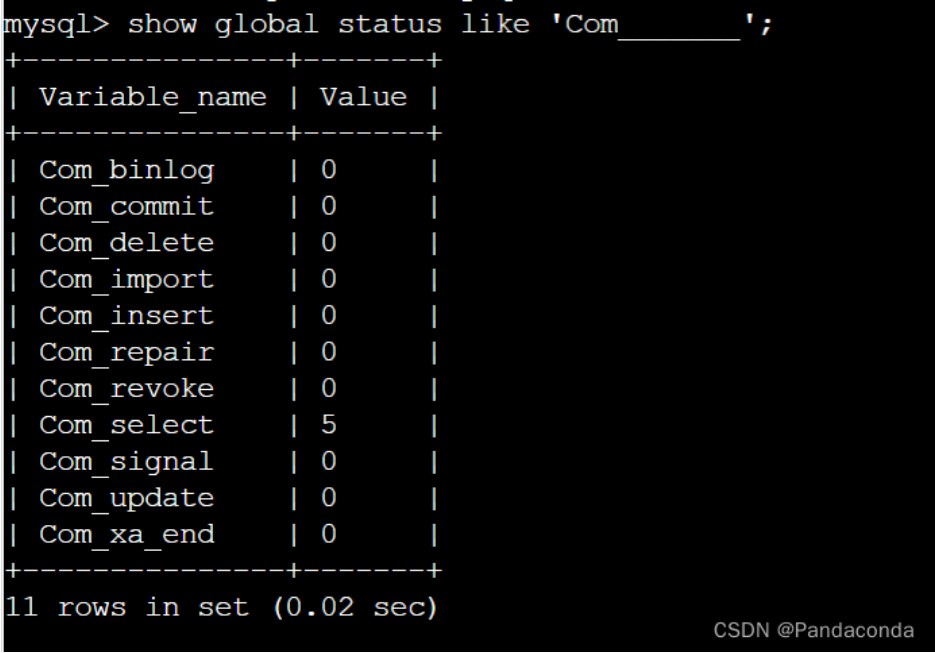 mysql> show global status like 'Com_______';
+---------------+-------+
| Variable_name | Value |
+---------------+-------+
| Com_binlog    | 0     |
| Com_commit    | 0     |
| Com_delete    | 0     |
| Com_import    | 0     |
| Com_insert    | 0     |
| Com_repair    | 0     |
| Com_revoke    | 0     |
| Com_select    | 5     |
| Com_signal    | 0     |
| Com_update    | 0     |
| Com_xa_end    | 0     |
+---------------+-------+
11 rows in set (0.02 sec)
CSDN @Pandaconda